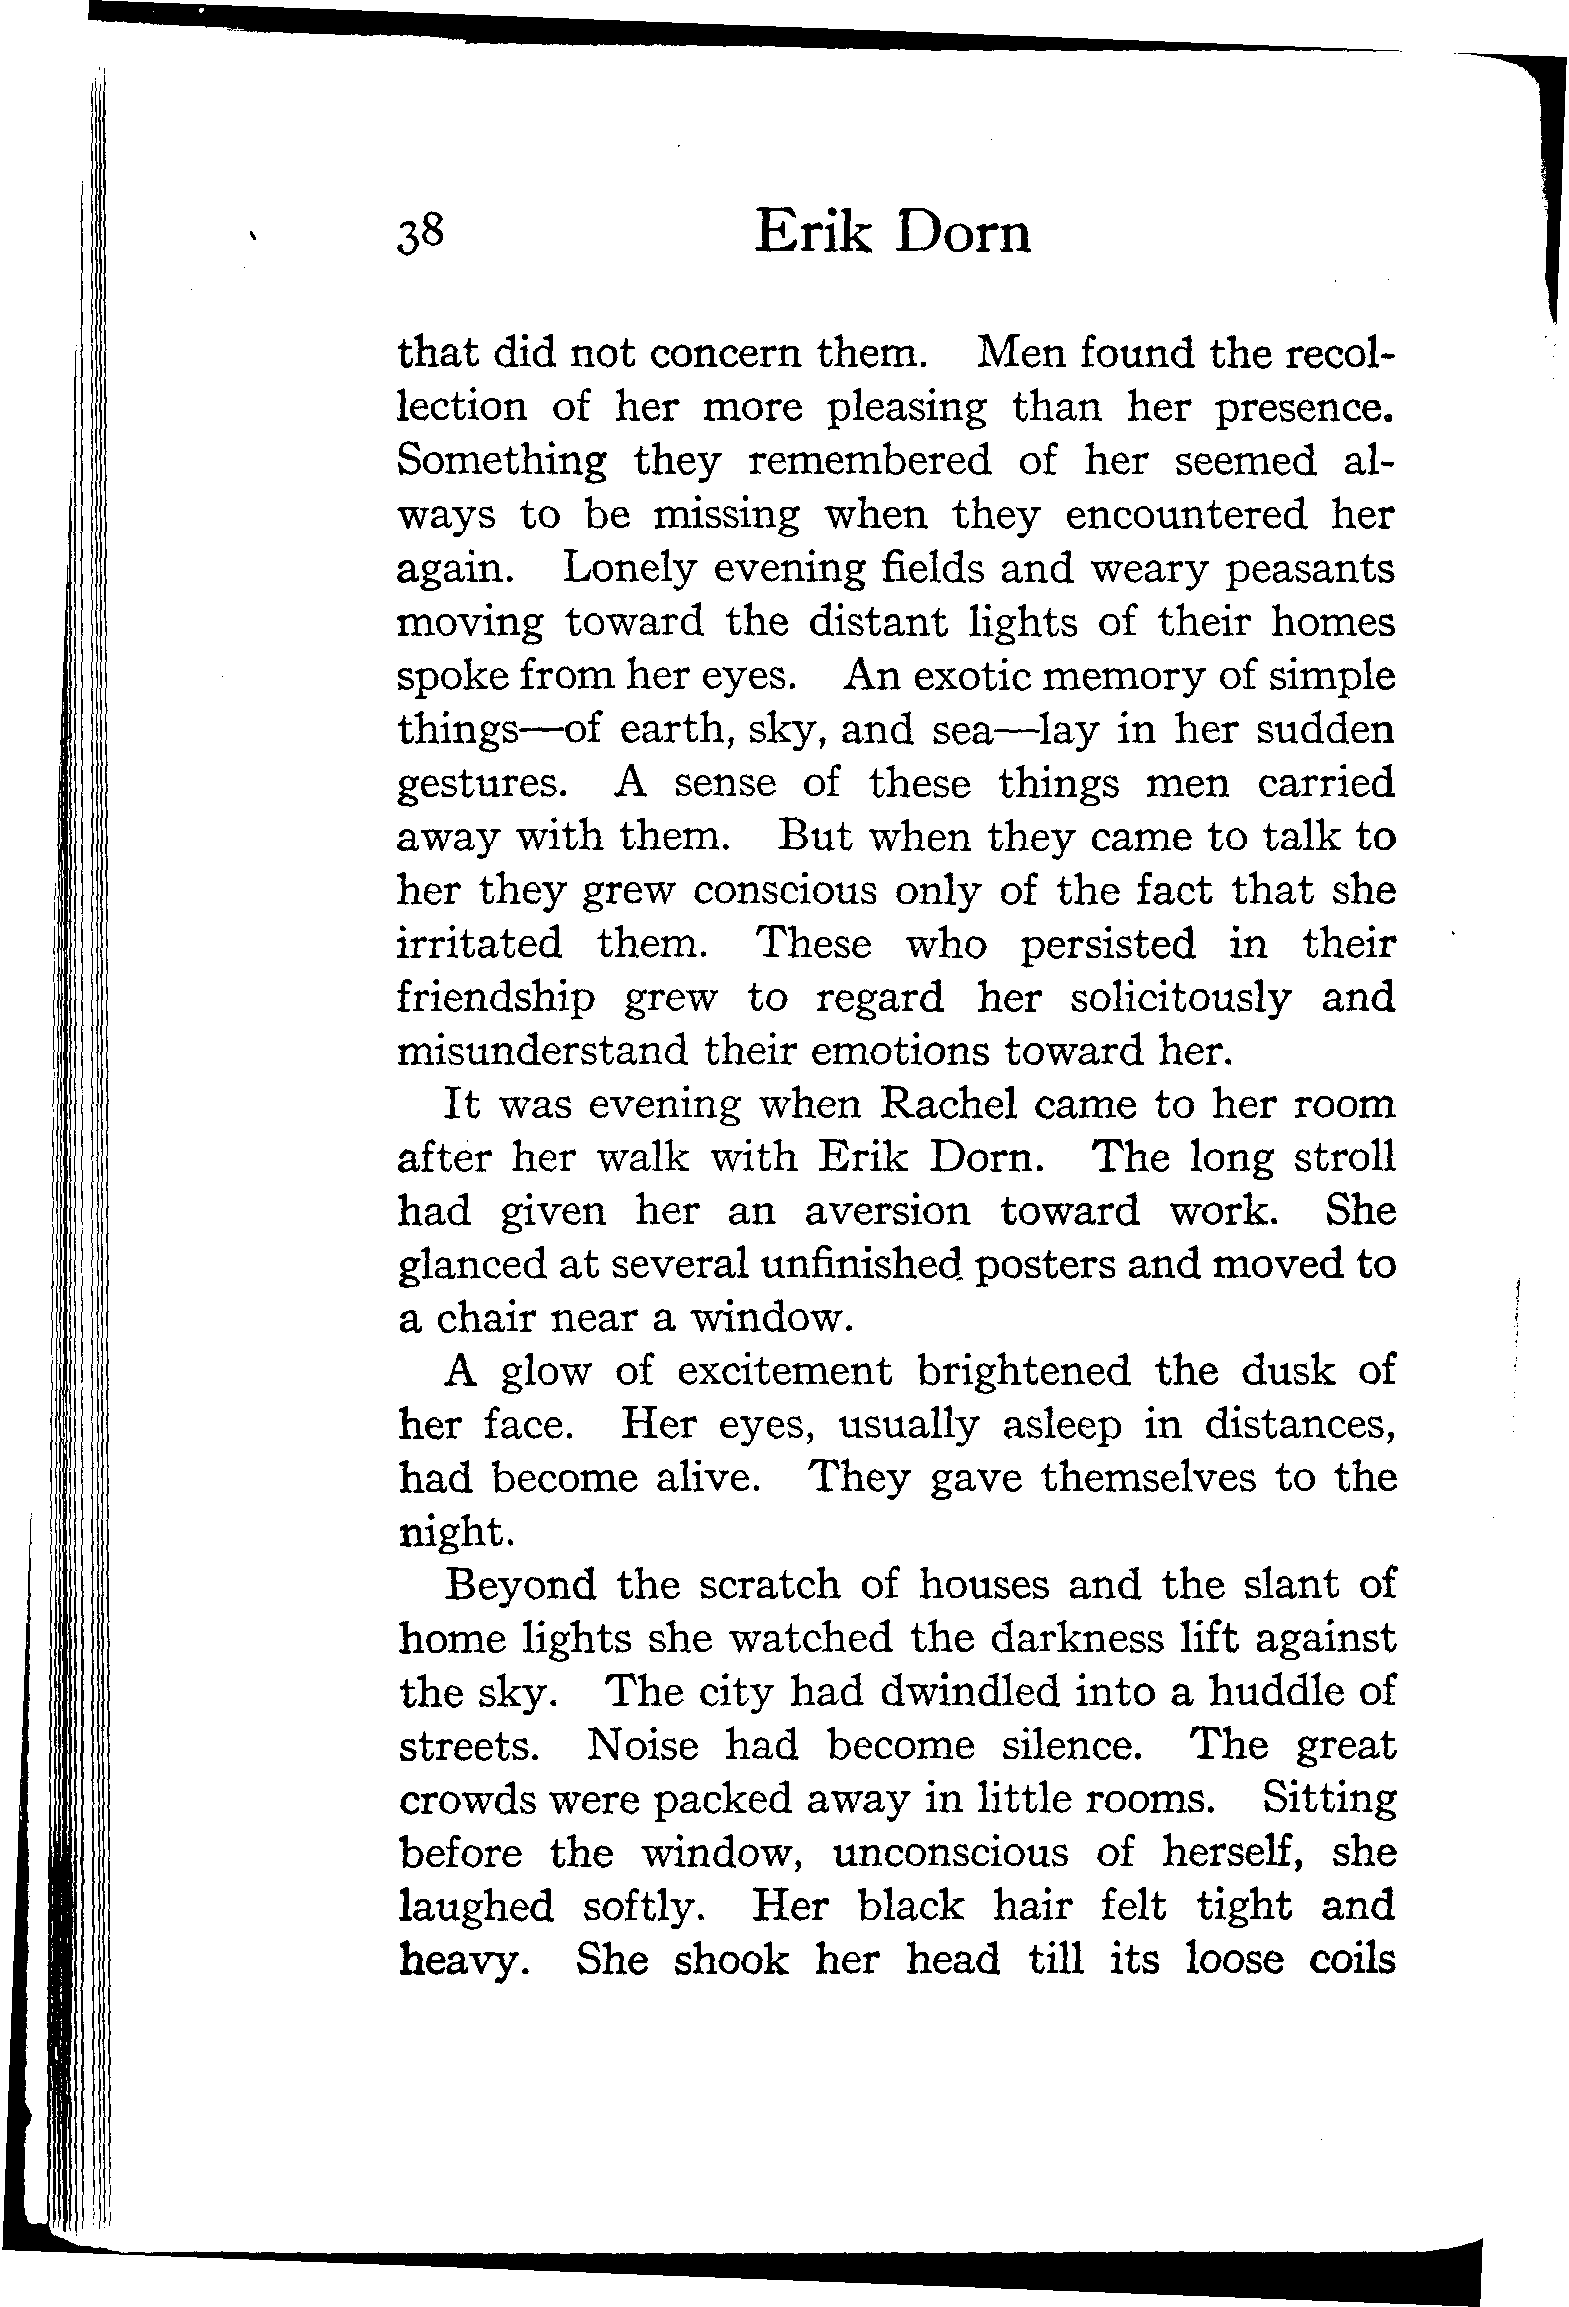 38 Erik Dorn
that did not concern them. Men found the recol-
lection of her more pleasing than her presence.
Something they remembered of her seemed al-
ways to be missing when they encountered her
again. Lonely evening fields and weary peasants
moving toward the distant lights of their homes
spoke from her eyes. An exotic memory of simple
things—of earth, sky, and sea—lay in her sudden
gestures. A sense of these things men carried
away with them. But when they came to talk to
her they grew conscious only of the fact that she
irritated them. These who persisted in their
friendship grew to regard her solicitously and
misunderstand their emotions toward her.
It was evening when Rachel came to her room
after her walk with Erik Dorn. The long stroll
had given her an aversion toward work. She
glanced at several unfinished posters and moved to
a chair near a window.
A glow of excitement brightened the dusk of
her face. Her eyes, usually asleep in distances,
had become alive. They gave themselves to the
night.
Beyond the scratch of houses and the slant of
home lights she watched the darkness lift against
the sky. The city had dwindled into a huddle of
streets. Noise had become silence. The great
crowds were packed away in little rooms. Sitting
before the window, unconscious of herself, she
laughed softly. Her black hair felt tight and
heavy. She shook her head till its loose coils